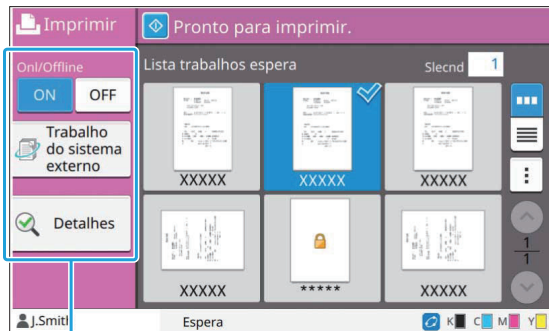 Imprimir
Pronto para imprimir.
Onl/Offline
ON OFF
Trabalho
do sistema
externo
Detalhes
Lista trabalhos espera
Slecnd 1
XXXXX XXXXX XXXXX
XXXXX ***** XXXXX
1
1
J.Smith
Espera
K C M Y